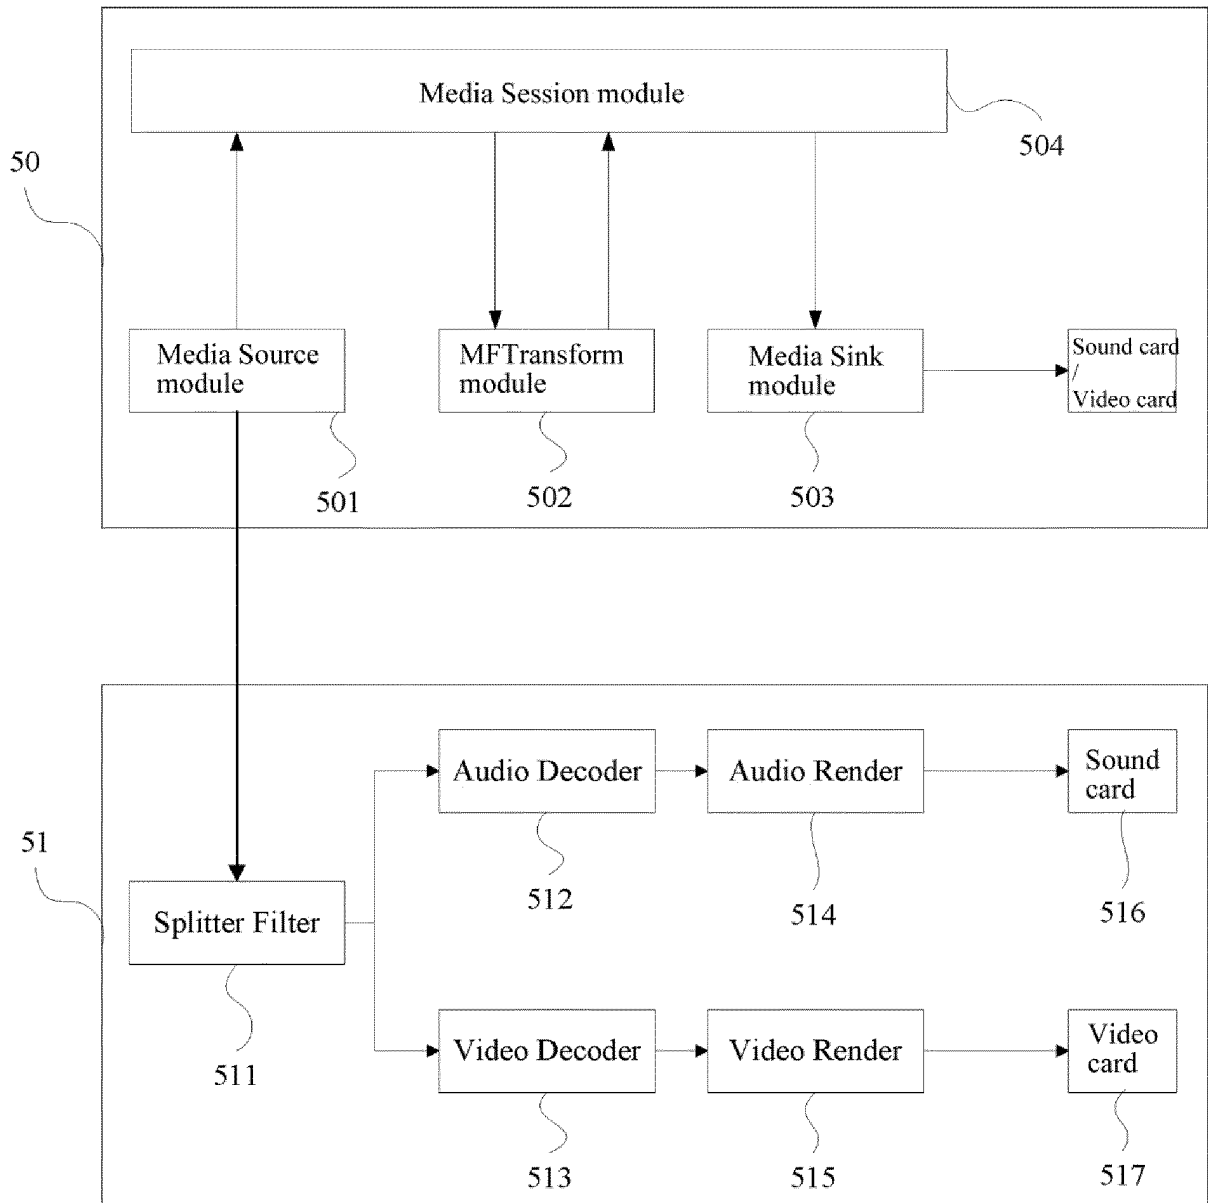 Media Session module
504
50
Media Source
module
MFTransform
module
Media Sink
module
Sound card
/
Video card
501
502
503
Audio Decoder
Audio Render
Sound
card
51
512
514
516
Splitter Filter
511
Video Decoder
Video Render
Video
card
513
515
517